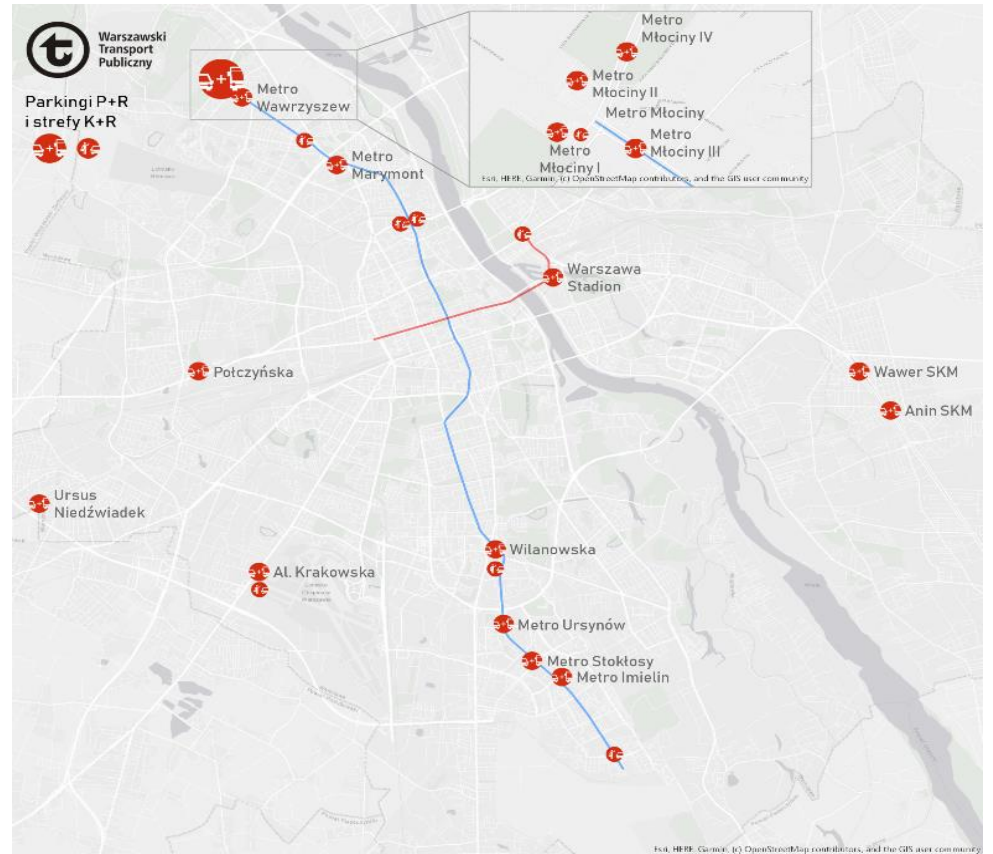 Warszawski
Transport
Publiczny
Parkingi P+R
i strefy K+R
Metro
Wawrzyszew
Metro
Marymont
Metro
Młociny IV
Metro
Młociny II
Metro Młociny
Metro
Młociny I
Metro
Młociny III
Esri, HERE, Garmin, (c) OpenStreetMap contributors, and the GIS user community
Warszawa
Stadion
Połczyńska
Wawer SKM
Anin SKM
Ursus
Niedźwiadek
Wilanowska
Al. Krakowska
Metro Ursynów
Metro Stokłosy
Metro Imielin
Esri, HERE, Garmin, (c) OpenStreetMap contributors, and the GIS user community